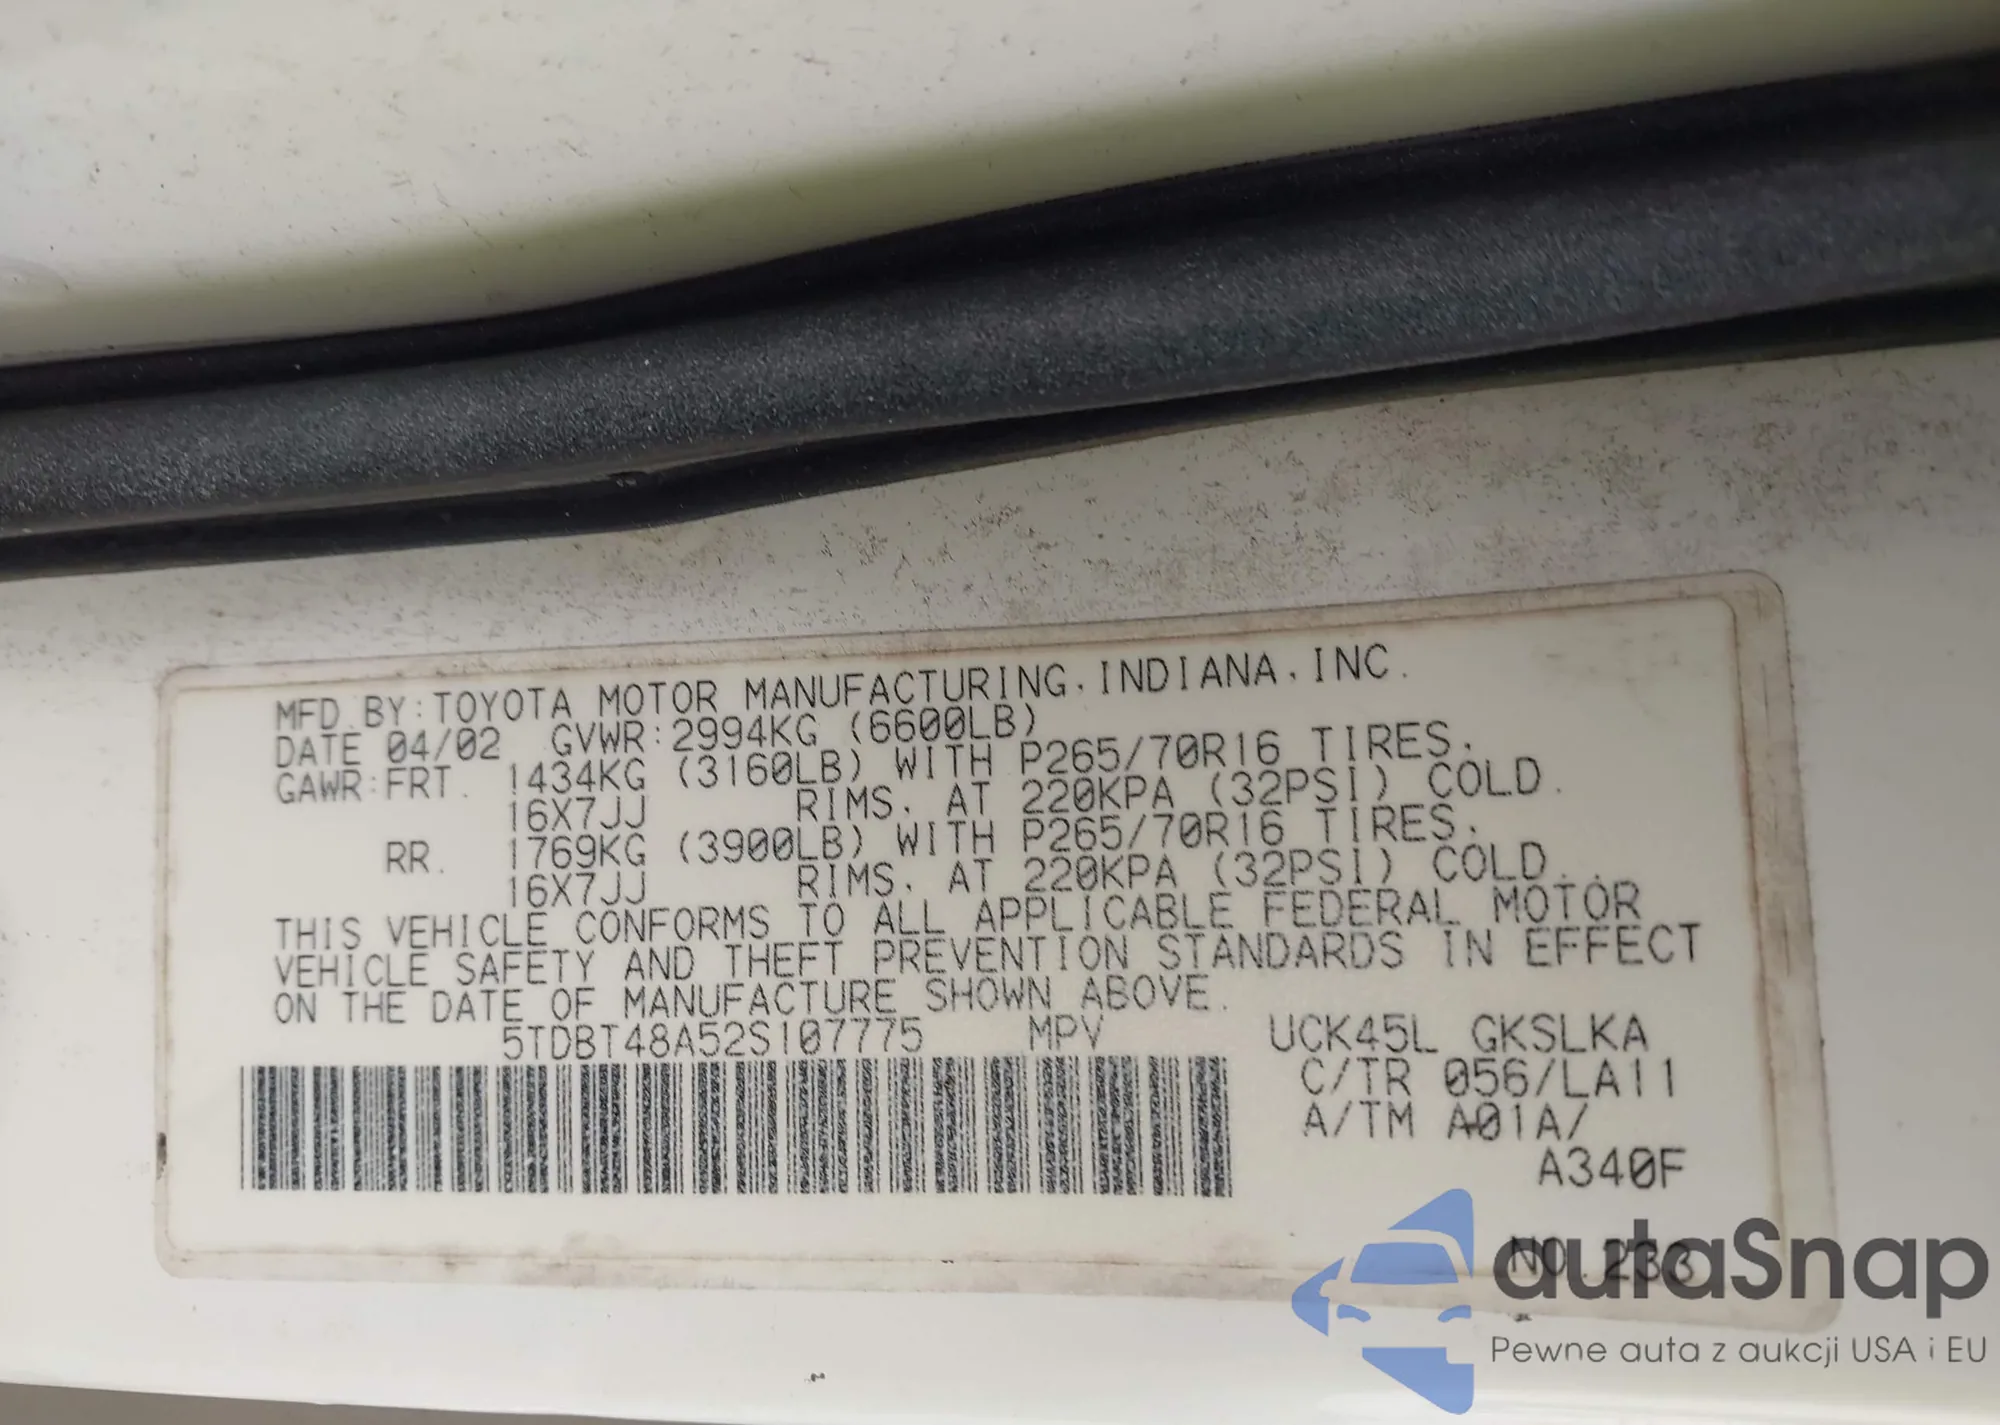 MFD.BY:TOYOTA MOTOR MANUFACTURING,INDIANA,INC.
DATE 04/02 GVWR:2994KG (6600LB)
GAWR:FRT. 1434KG (3160LB) WITH P265/70R16 TIRES,
16X7JJ RIMS, AT 220KPA (32PSI) COLD.
RR. 1769KG (3900LB) WITH P265/70R16 TIRES,
16X7JJ RIMS, AT 220KPA (32PSI) COLD.
THIS VEHICLE CONFORMS TO ALL APPLICABLE FEDERAL MOTOR
VEHICLE SAFETY AND THEFT PREVENTION STANDARDS IN EFFECT
ON THE DATE OF MANUFACTURE SHOWN ABOVE.
5TDBT48A52S107775 MPV UCK45L GKSLKA
C/TR 056/LA11
A/TM A01A/
A340F
NO.233
autaSnap
Pewne auta z aukcji USA i EU